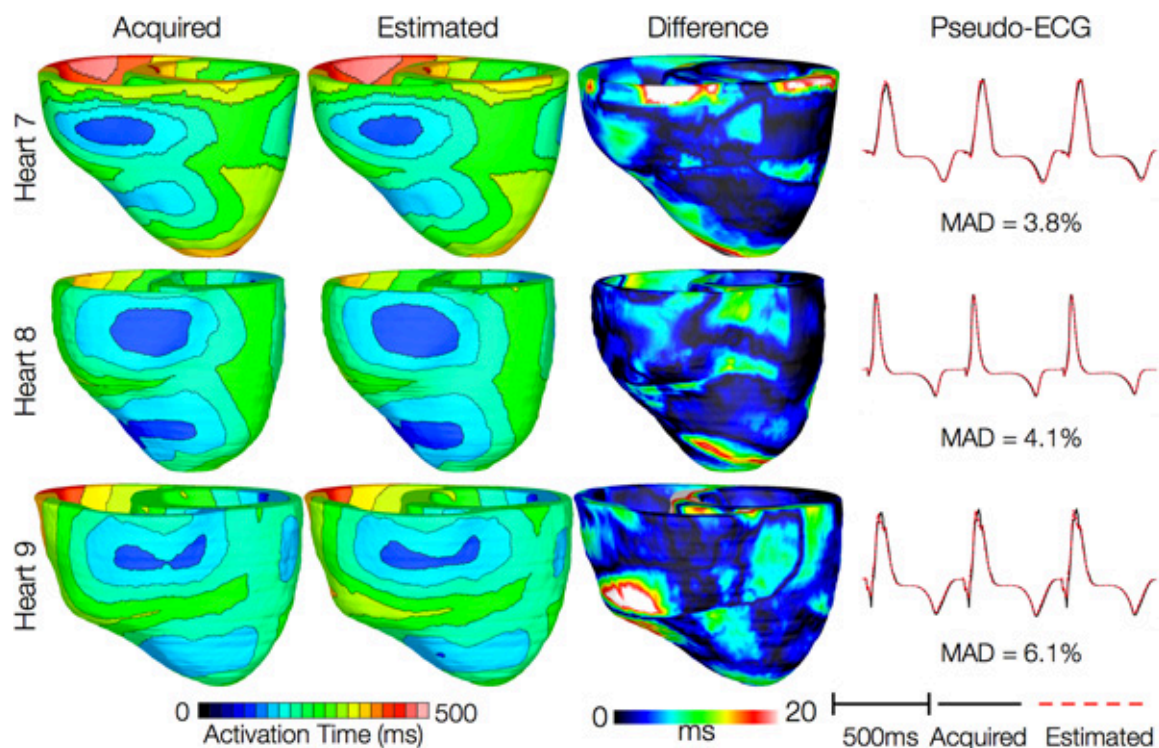 Acquired Estimated Difference Pseudo-ECG
Heart 7
MAD = 3.8%
Heart 8
MAD = 4.1%
Heart 9
MAD = 6.1%
0 500 0 20
Activation Time (ms) ms 500ms Acquired Estimated